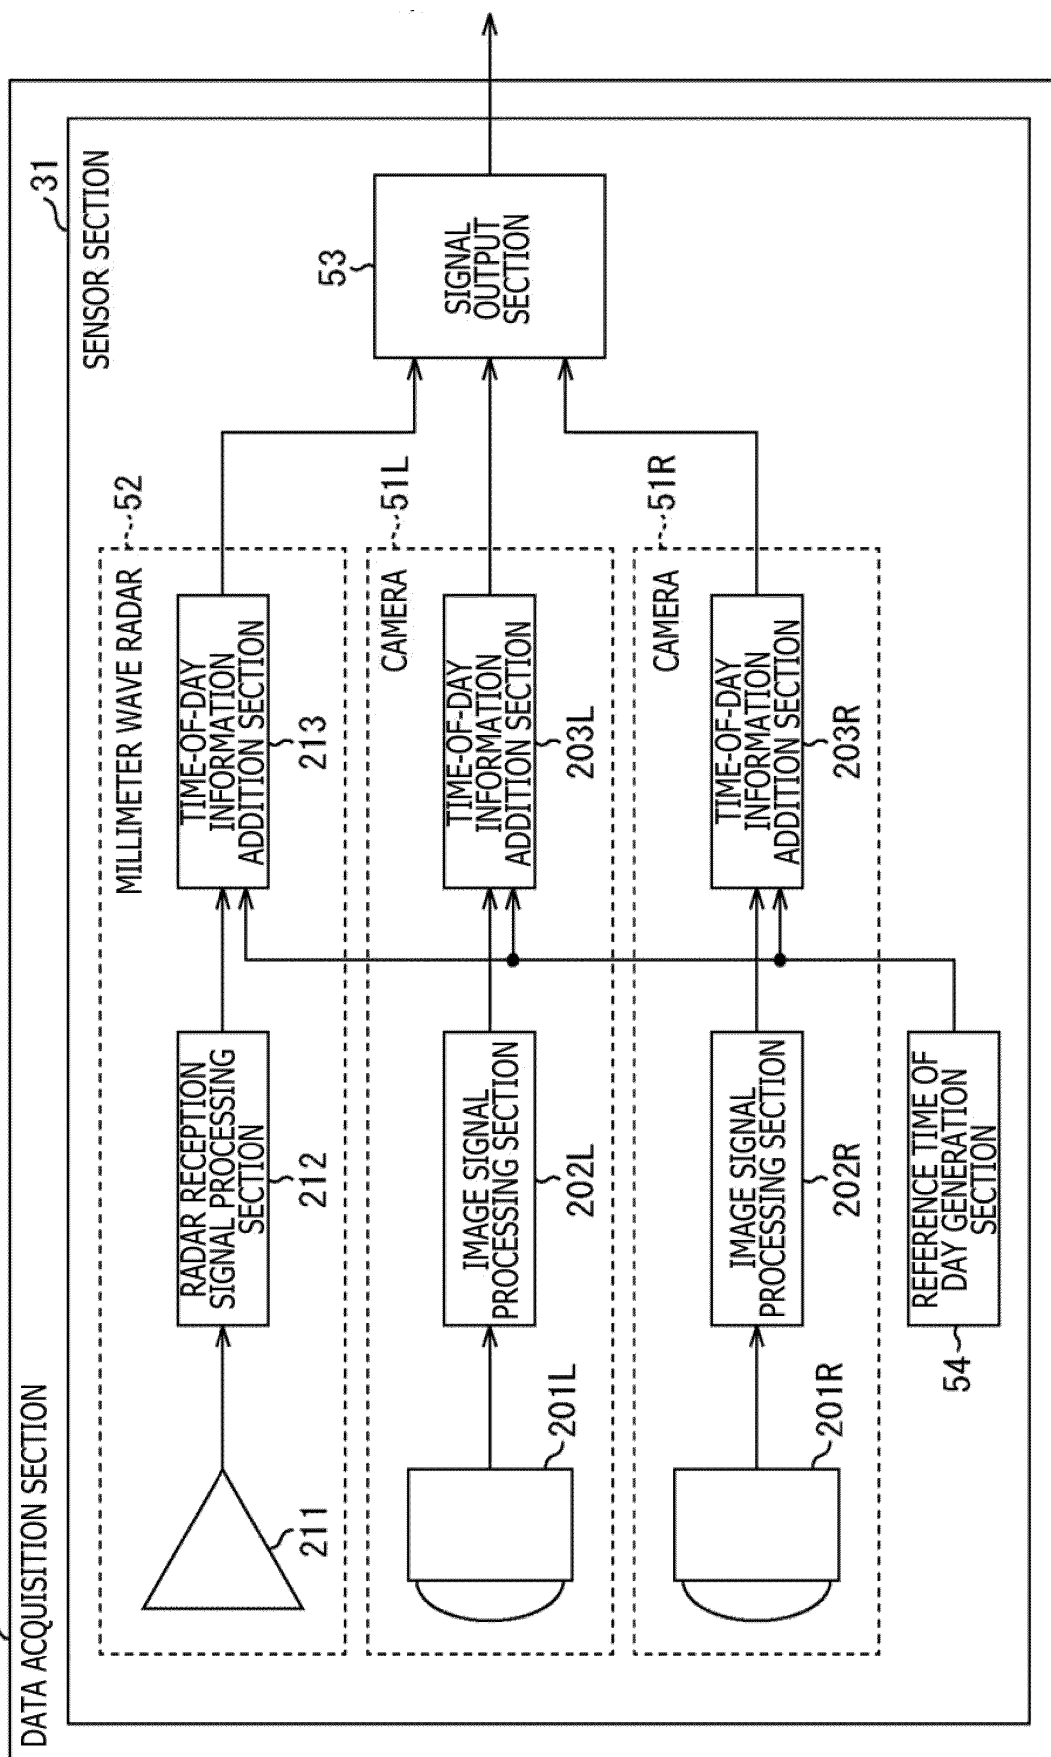 DATA ACQUISITION SECTION
31
SENSOR SECTION
MILLIMETER WAVE RADAR
52
211
RADAR RECEPTION
SIGNAL PROCESSING
SECTION
212
TIME-OF-DAY
INFORMATION
ADDITION SECTION
213
CAMERA
51L
201L
IMAGE SIGNAL
PROCESSING SECTION
202L
TIME-OF-DAY
INFORMATION
ADDITION SECTION
203L
CAMERA
51R
201R
IMAGE SIGNAL
PROCESSING SECTION
202R
TIME-OF-DAY
INFORMATION
ADDITION SECTION
203R
53
SIGNAL
OUTPUT
SECTION
54
REFERENCE TIME OF
DAY GENERATION
SECTION